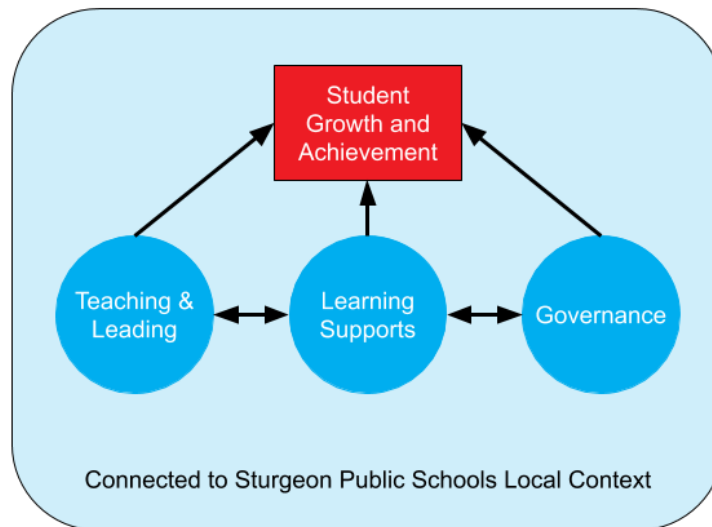 Student
Growth and
Achievement
Teaching &
Leading
Learning
Supports
Governance
Connected to Sturgeon Public Schools Local Context